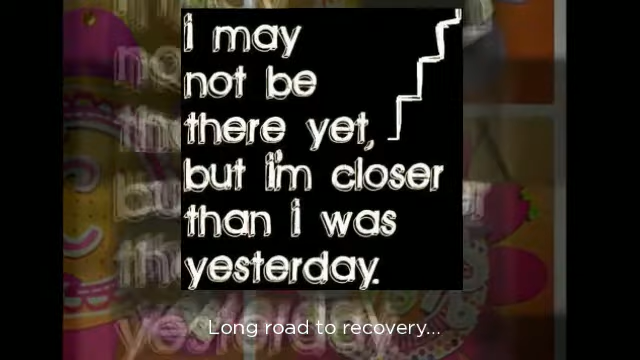 i may
not be
there yet,
but i'm closer
than i was
yesterday.
Long road to recovery...